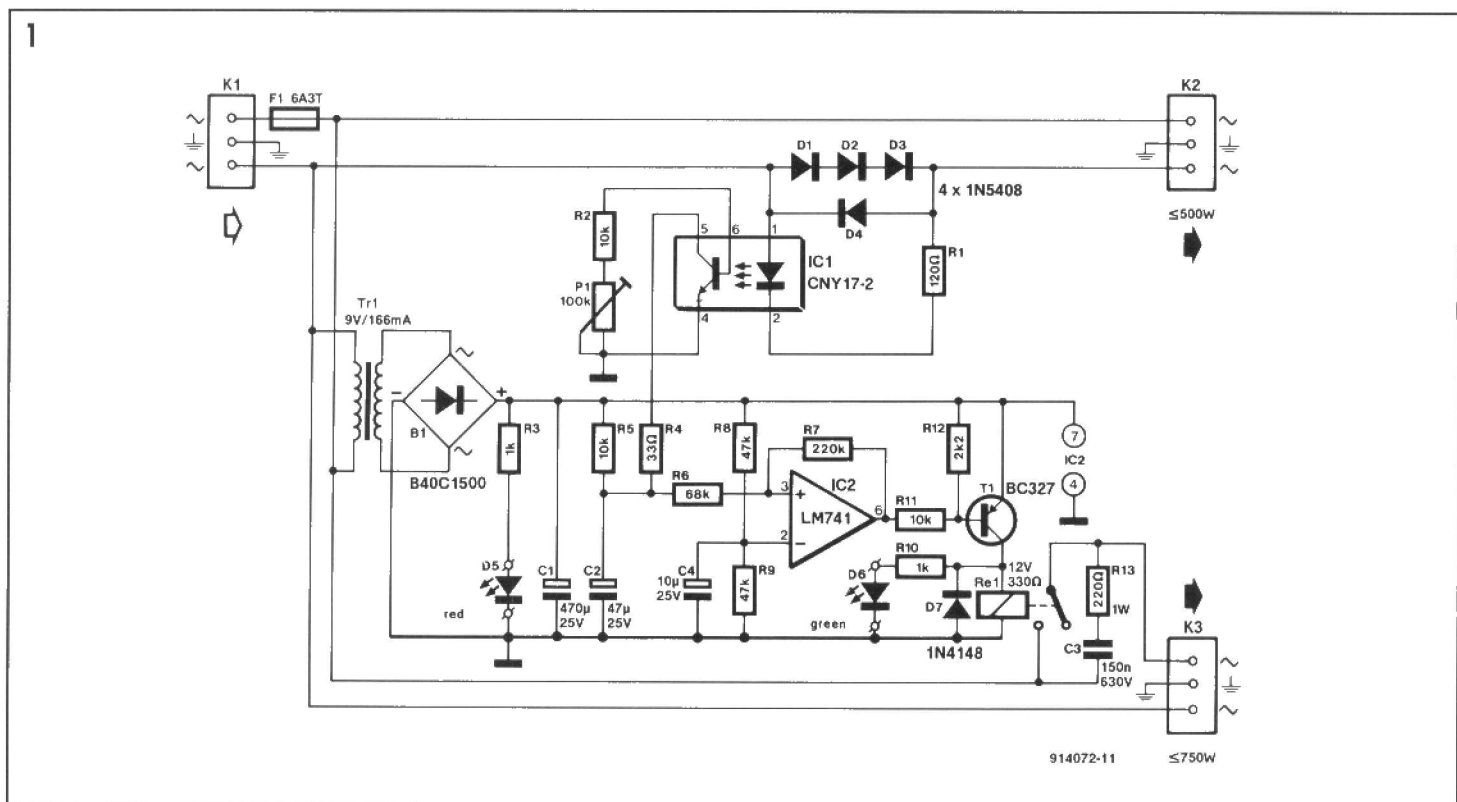 1
K1
F1 6A3T
K2
~
~
~
~
D1
D2
D3
4 x 1N5408
≤500W
R2
10k
5
6
1
D4
IC1
CNY17-2
R1
120Ω
P1
100k
4
2
Tr1
9V/166mA
~
−
+
B1
~
B40C1500
R3
1k
R5
10k
R4
33Ω
R8
47k
R7
220k
R12
2k2
7
IC2
4
R6
68k
3
+
IC2
LM741
6
2
−
R11
10k
T1
BC327
D5
red
C1
470µ
25V
C2
47µ
25V
C4
10µ
25V
R9
47k
D6
green
R10
1k
D7
1N4148
12V
330Ω
Re1
R13
220Ω
1W
C3
150n
630V
K3
~
~
914072-11
≤750W